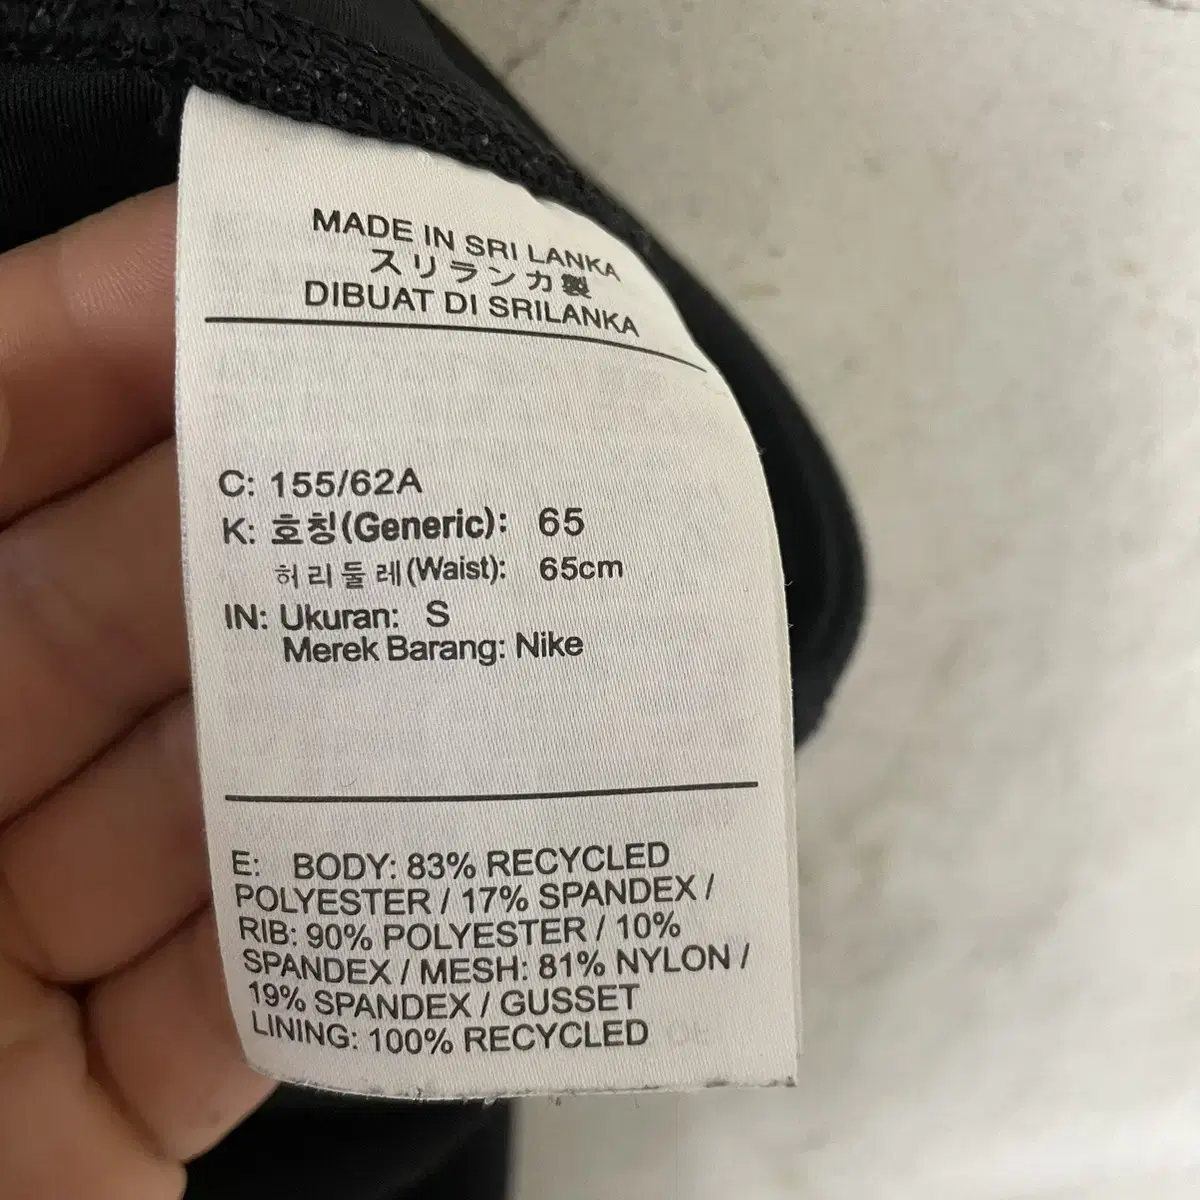 MADE IN SRI LANKA
スリランカ製
DIBUAT DI SRILANKA
C: 155/62A
K: 호칭(Generic): 65
허리둘레(Waist): 65cm
IN: Ukuran: S
Merek Barang: Nike
E: BODY: 83% RECYCLED
POLYESTER / 17% SPANDEX /
RIB: 90% POLYESTER / 10%
SPANDEX / MESH: 81% NYLON /
19% SPANDEX / GUSSET
LINING: 100% RECYCLED